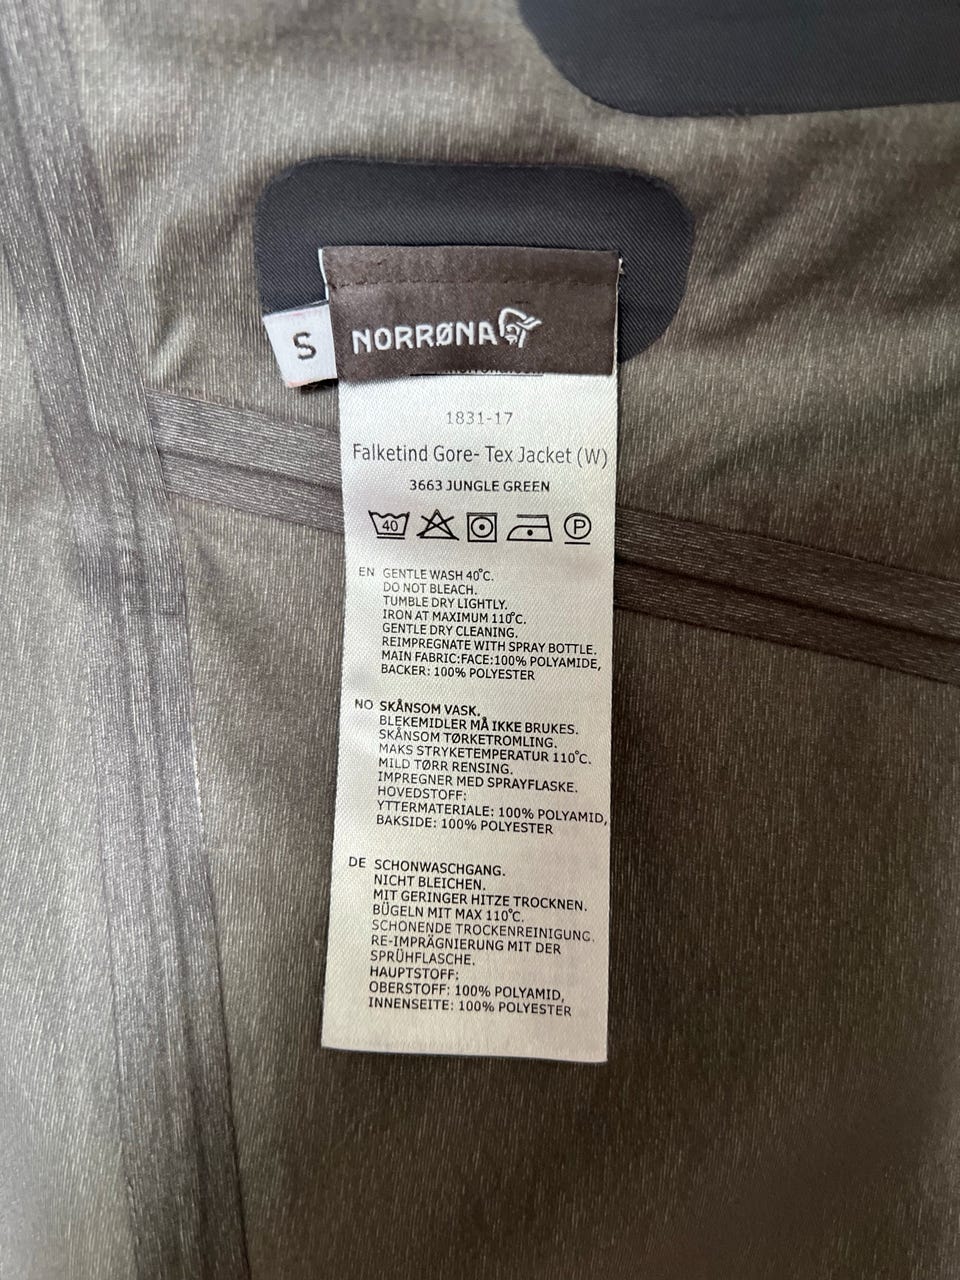 S
NORRØNA
1831-17
Falketind Gore- Tex Jacket (W)
3663 JUNGLE GREEN
40
P
EN GENTLE WASH 40°C.
DO NOT BLEACH.
TUMBLE DRY LIGHTLY.
IRON AT MAXIMUM 110°C.
GENTLE DRY CLEANING.
REIMPREGNATE WITH SPRAY BOTTLE.
MAIN FABRIC:FACE:100% POLYAMIDE,
BACKER: 100% POLYESTER
NO SKÅNSOM VASK.
BLEKEMIDLER MÅ IKKE BRUKES.
SKÅNSOM TØRKETROMLING.
MAKS STRYKETEMPERATUR 110°C.
MILD TØRR RENSING.
IMPREGNER MED SPRAYFLASKE.
HOVEDSTOFF:
YTTERMATERIALE: 100% POLYAMID,
BAKSIDE: 100% POLYESTER
DE SCHONWASCHGANG.
NICHT BLEICHEN.
MIT GERINGER HITZE TROCKNEN.
BÜGELN MIT MAX 110°C.
SCHONENDE TROCKENREINIGUNG.
RE-IMPRÄGNIERUNG MIT DER
SPRÜHFLASCHE.
HAUPTSTOFF:
OBERSTOFF: 100% POLYAMID,
INNENSEITE: 100% POLYESTER